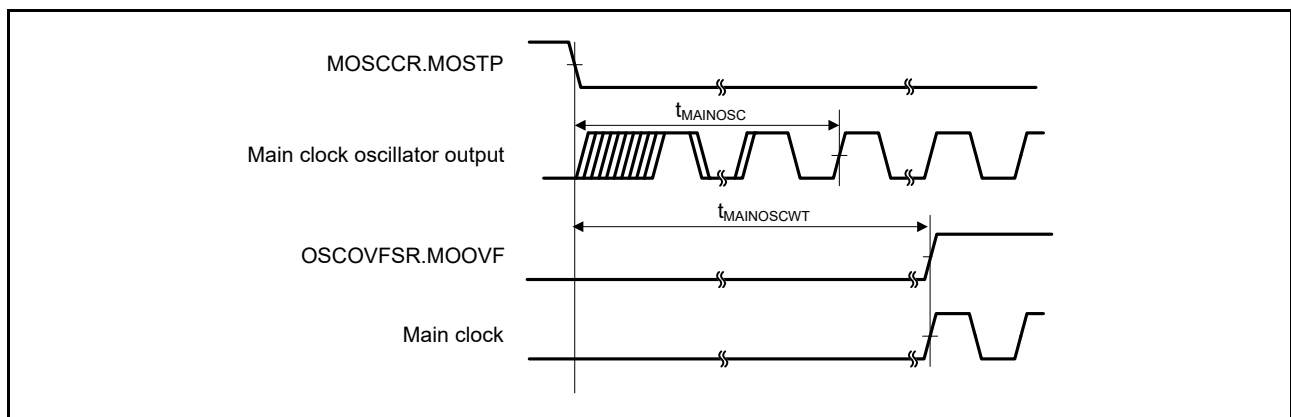 MOSCCR.MOSTP
tMAINOSC
Main clock oscillator output
tMAINOSCWT
OSCOVFSR.MOOVF
Main clock